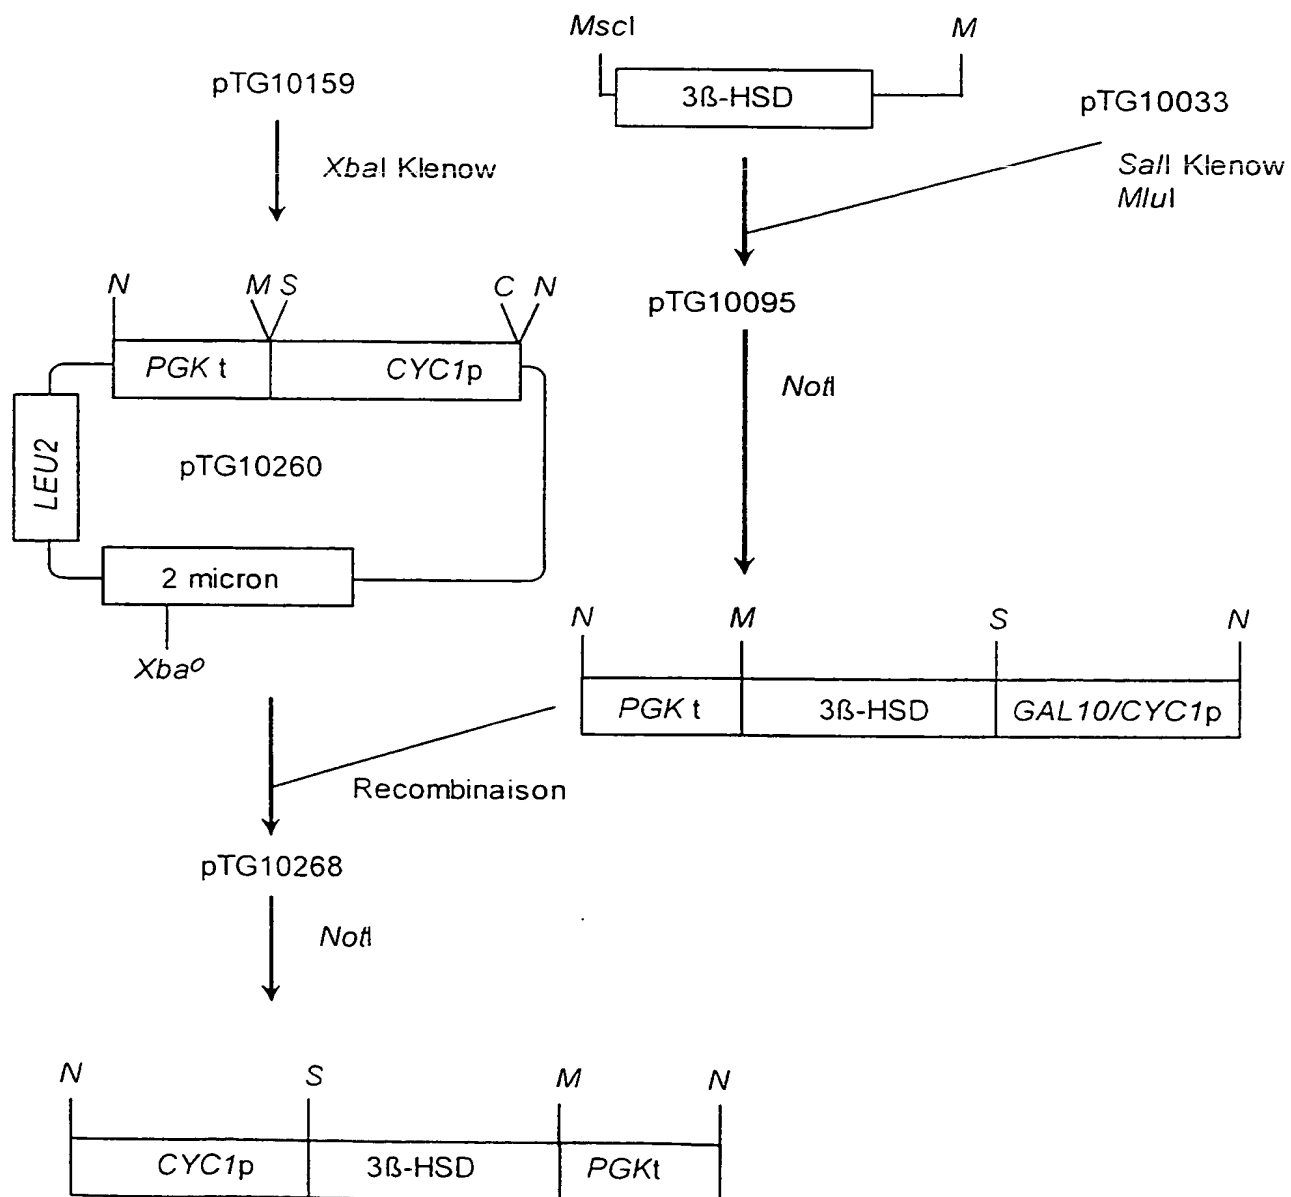 MscI M
pTG10159
3ß-HSD
pTG10033
XbaI Klenow
SalI Klenow
MluI
N M S C N
pTG10095
PGK t CYC1p
NotI
LEU2
pTG10260
2 micron
Xbaº
N M S N
PGK t 3ß-HSD GAL10/CYC1p
Recombinaison
pTG10268
NotI
N S M N
CYC1p 3ß-HSD PGKt